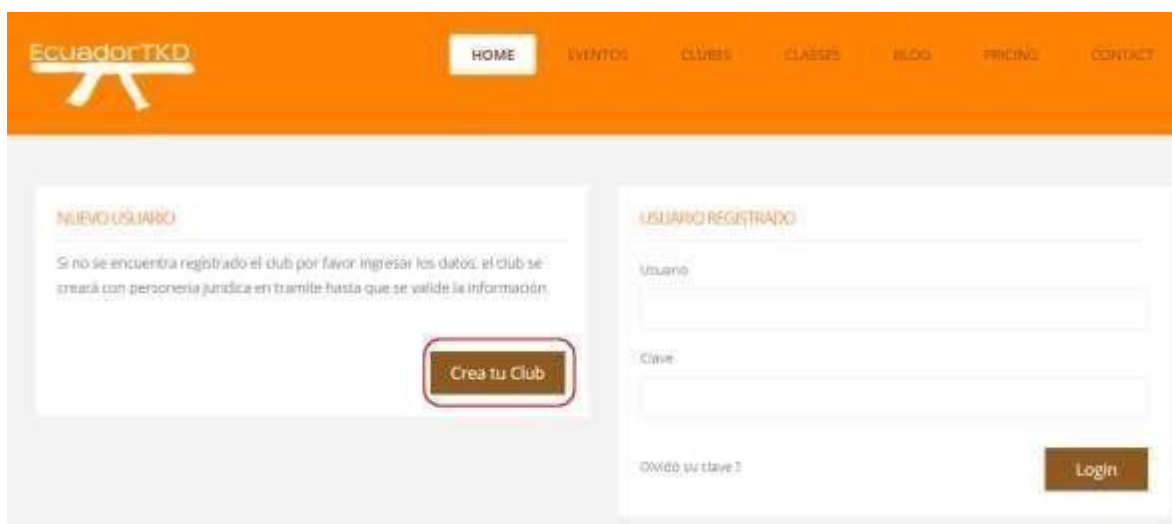 EcuadorTKD
HOME EVENTOS CLUBES CLASSES BLOG PRICING CONTACT
NUEVO USUARIO
Si no se encuentra registrado el club por favor ingresar los datos, el club se
creará con personeria juridica en tramite hasta que se valide la información.
Crea tu Club
USUARIO REGISTRADO
Usuario
Clave
Olvidó su clave ?
Login